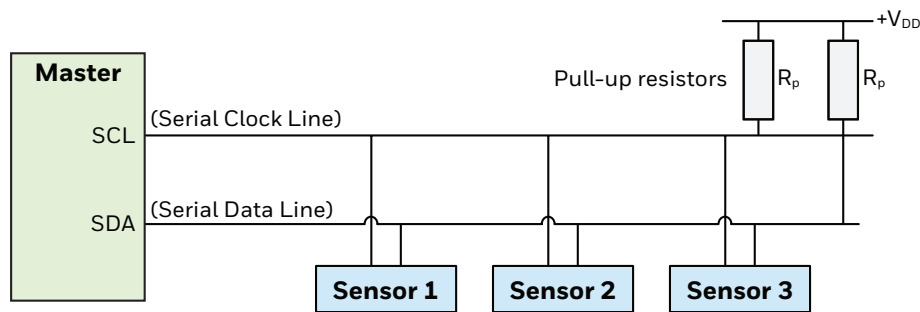 +VDD
Master
Pull-up resistors
Rp
Rp
(Serial Clock Line)
SCL
(Serial Data Line)
SDA
Sensor 1
Sensor 2
Sensor 3